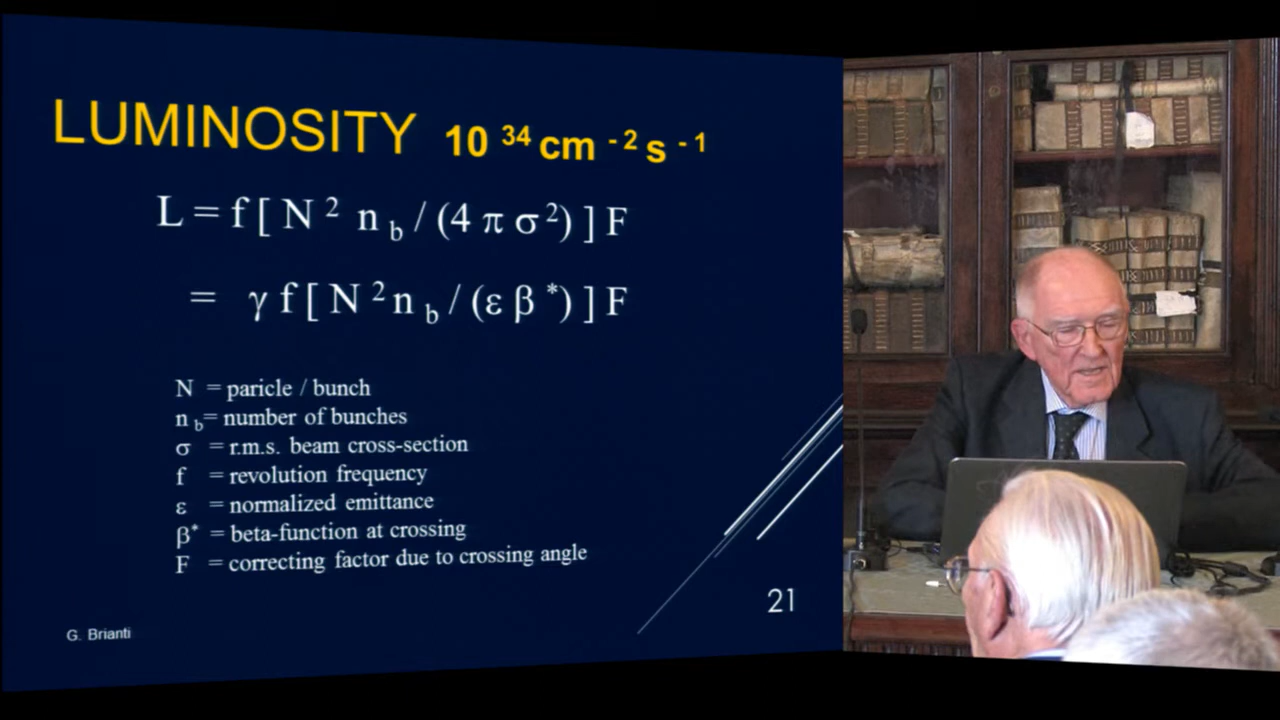 LUMINOSITY 10 ³⁴ cm ⁻² s ⁻¹
L = f [ N ² n b / (4 π σ ²) ] F
= γ f [ N ² n b / (ε β *) ] F
N = paricle / bunch
n b = number of bunches
σ = r.m.s. beam cross-section
f = revolution frequency
ε = normalized emittance
β* = beta-function at crossing
F = correcting factor due to crossing angle
21
G. Brianti